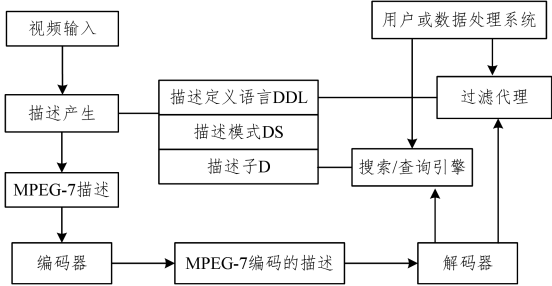 视频输入
用户或数据处理系统
描述产生
描述定义语言DDL
过滤代理
描述模式DS
描述子D
搜索/查询引擎
MPEG-7描述
编码器
MPEG-7编码的描述
解码器